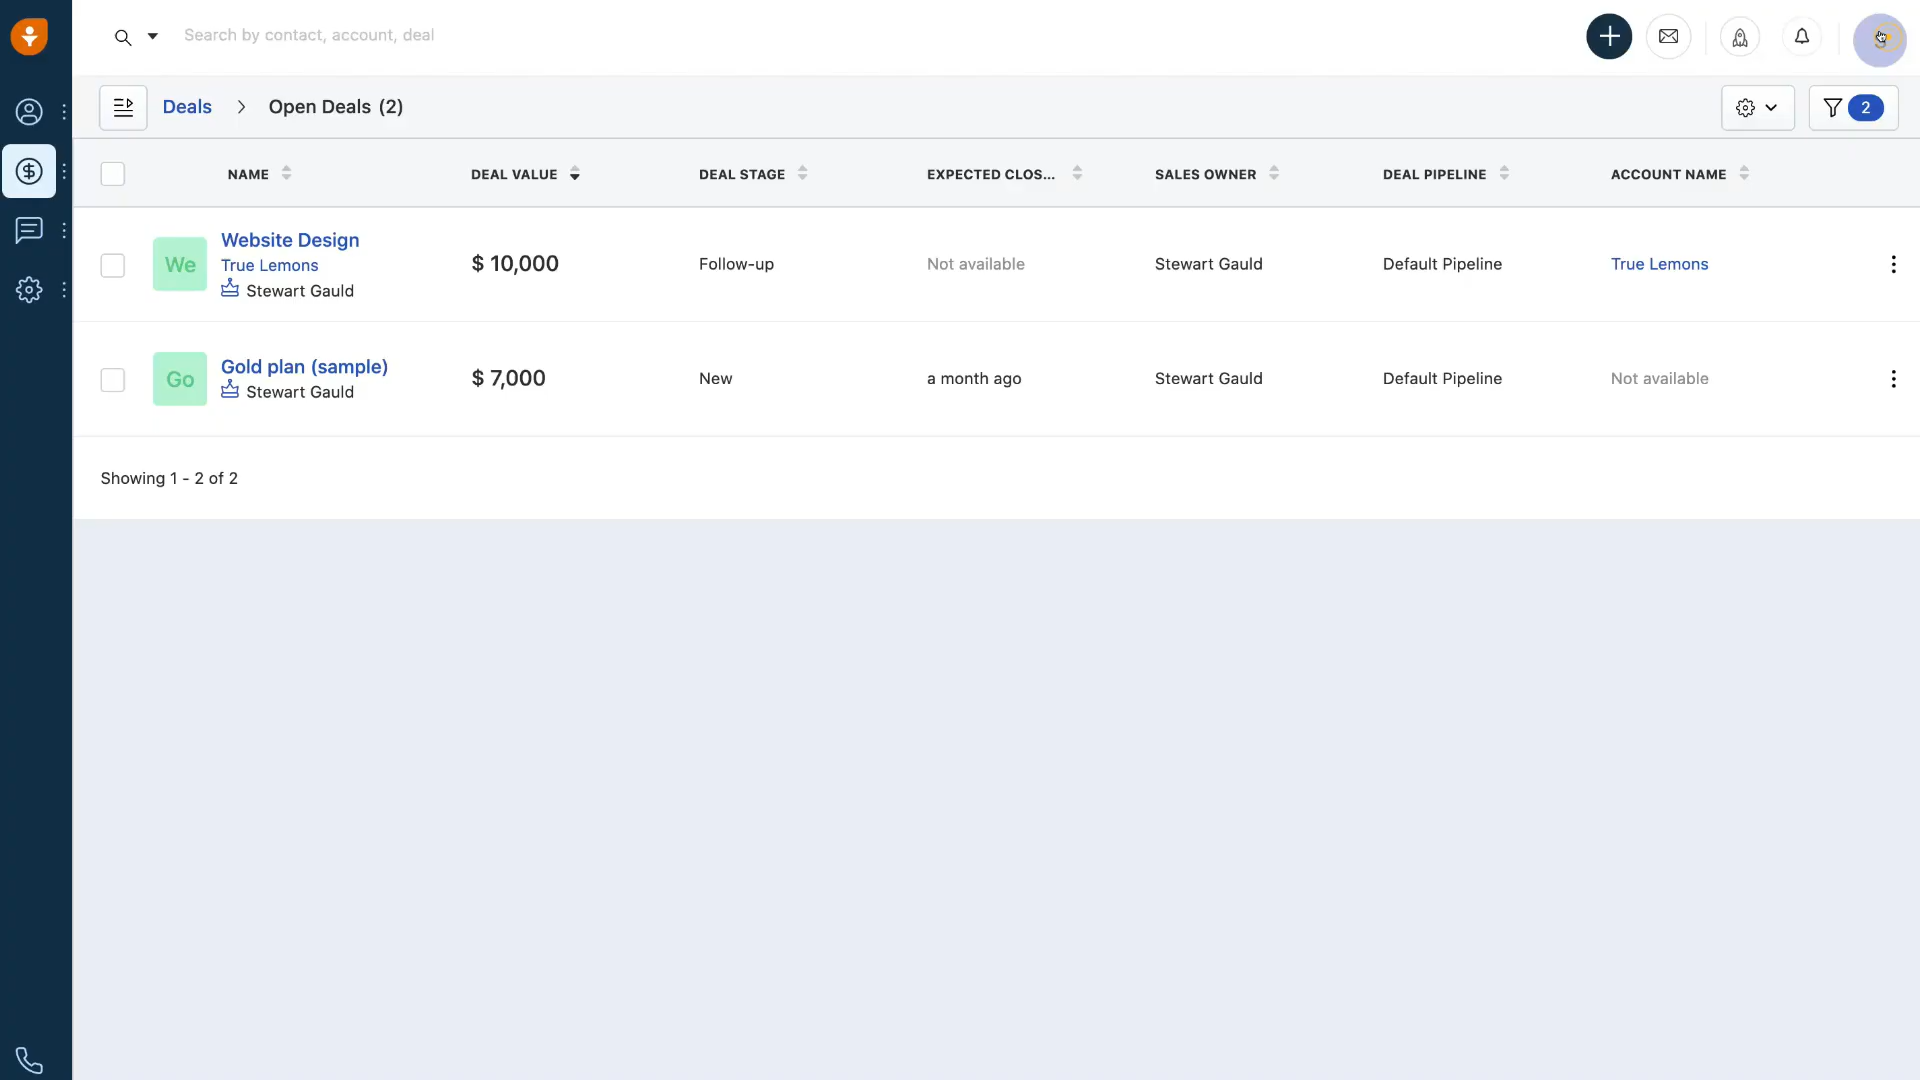 Search by contact, account, deal
Deals > Open Deals (2)
2
NAME DEAL VALUE DEAL STAGE EXPECTED CLOS... SALES OWNER DEAL PIPELINE ACCOUNT NAME
We
Website Design
True Lemons
Stewart Gauld
$ 10,000 Follow-up Not available Stewart Gauld Default Pipeline True Lemons
Go
Gold plan (sample)
Stewart Gauld
$ 7,000 New a month ago Stewart Gauld Default Pipeline Not available
Showing 1 - 2 of 2